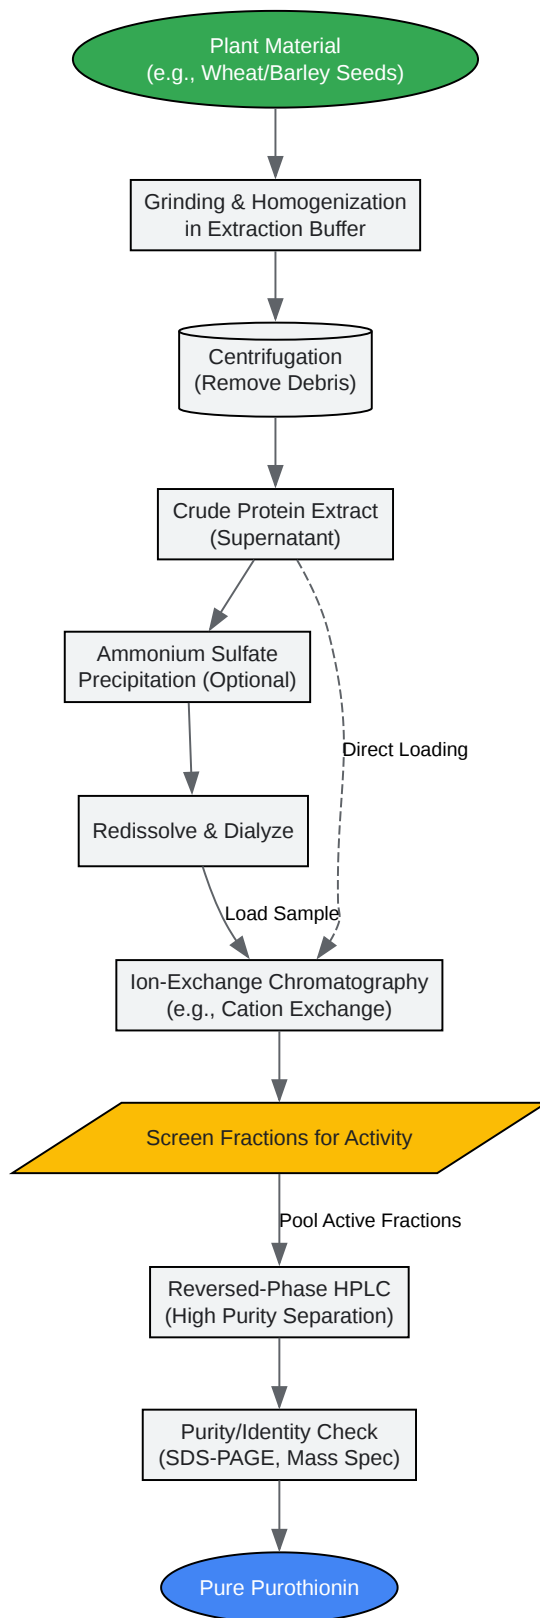 Plant Material
(e.g., Wheat/Barley Seeds)
Grinding & Homogenization
in Extraction Buffer
Centrifugation
(Remove Debris)
Crude Protein Extract
(Supernatant)
Ammonium Sulfate
Precipitation (Optional)
Direct Loading
Redissolve & Dialyze
Load Sample
Ion-Exchange Chromatography
(e.g., Cation Exchange)
Screen Fractions for Activity
Pool Active Fractions
Reversed-Phase HPLC
(High Purity Separation)
Purity/Identity Check
(SDS-PAGE, Mass Spec)
Pure Purothionin